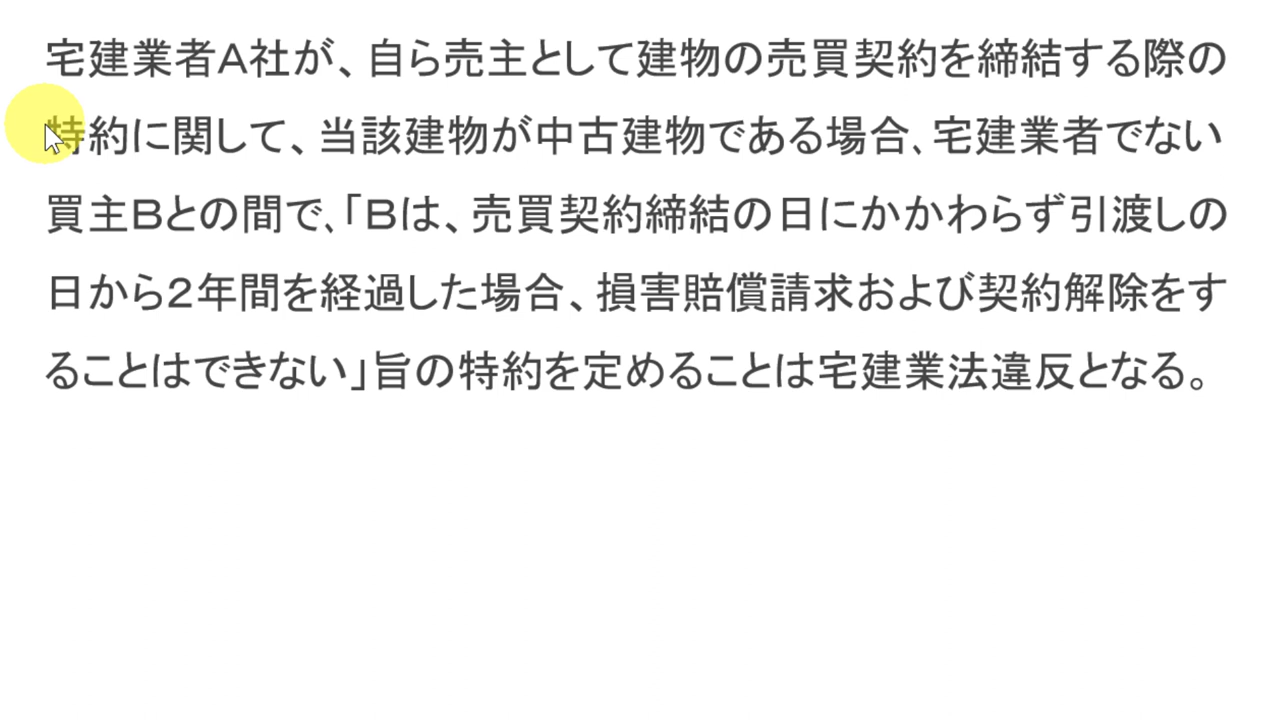 宅建業者Ａ社が、自ら売主として建物の売買契約を締結する際の
特約に関して、当該建物が中古建物である場合、宅建業者でない
買主Ｂとの間で、「Ｂは、売買契約締結の日にかかわらず引渡しの
日から２年間を経過した場合、損害賠償請求および契約解除をす
ることはできない」旨の特約を定めることは宅建業法違反となる。